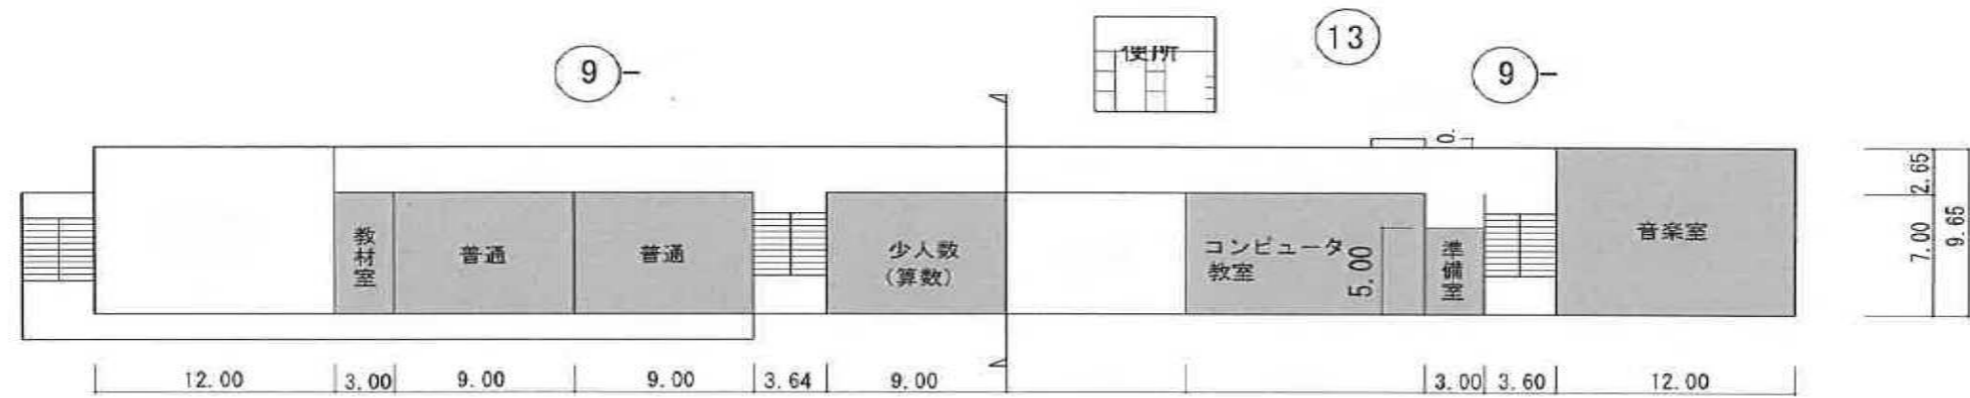 9-
便所
13
9-
0.
教材室
普通
普通
少人数
(算数)
コンピュータ
教室
5.00
準備室
音楽室
2.65
7.00
9.65
12.00
3.00
9.00
9.00
3.64
9.00
3.00
3.60
12.00